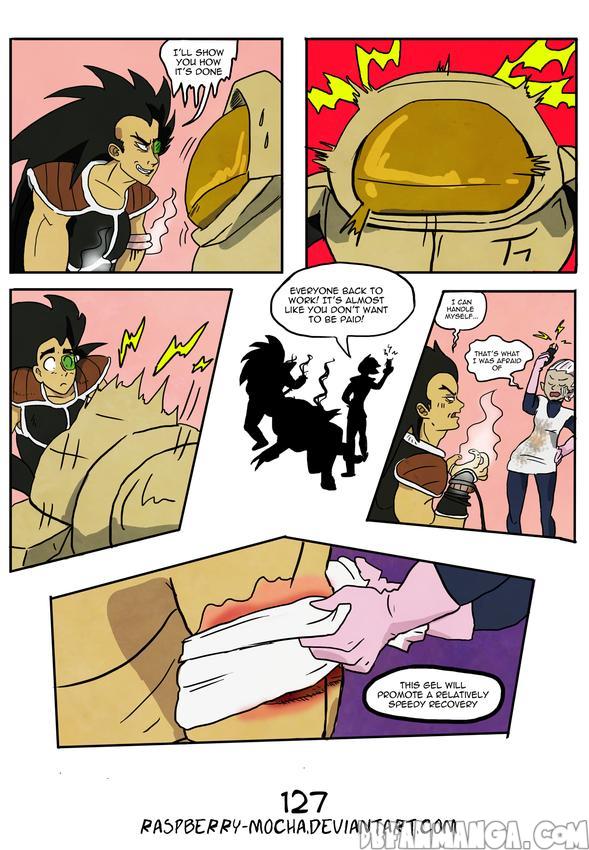 I'LL SHOW
YOU HOW
IT'S DONE
EVERYONE BACK TO
WORK! IT'S ALMOST
LIKE YOU DON'T WANT
TO BE PAID!
I CAN
HANDLE
MYSELF...
THAT'S WHAT
I WAS AFRAID
OF
THIS GEL WILL
PROMOTE A RELATIVELY
SPEEDY RECOVERY
127
RASPBERRY-MOCHA.DEVIANTART.COM
DBFANMANGA.COM